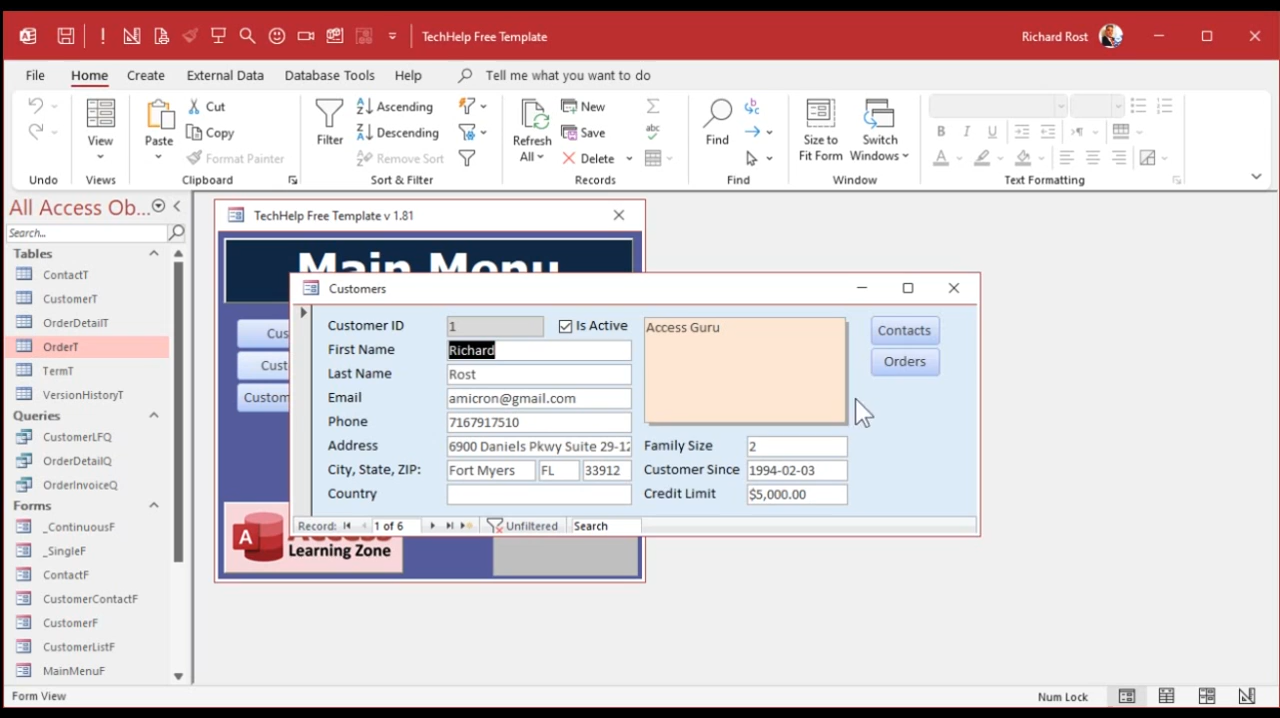 TechHelp Free Template
Richard Rost
File Home Create External Data Database Tools Help Tell me what you want to do
View
Paste
Cut
Copy
Format Painter
Filter
Ascending
Descending
Remove Sort
Refresh All
New
Save
Delete
Find
Size to Fit Form
Switch Windows
Undo Views Clipboard Sort & Filter Records Find Window Text Formatting
All Access Ob...
Search...
Tables
ContactT
CustomerT
OrderDetailT
OrderT
TermT
VersionHistoryT
Queries
CustomerLFQ
OrderDetailQ
OrderInvoiceQ
Forms
_ContinuousF
_SingleF
ContactF
CustomerContactF
CustomerF
CustomerListF
MainMenuF
TechHelp Free Template v 1.81
Main Menu
Cus
Cust
Custom
A
Learning Zone
Customers
Customer ID 1 Is Active
First Name Richard
Last Name Rost
Email amicron@gmail.com
Phone 7167917510
Address 6900 Daniels Pkwy Suite 29-12
City, State, ZIP: Fort Myers FL 33912
Country
Access Guru
Family Size 2
Customer Since 1994-02-03
Credit Limit $5,000.00
Contacts
Orders
Record: 1 of 6 Unfiltered Search
Form View
Num Lock